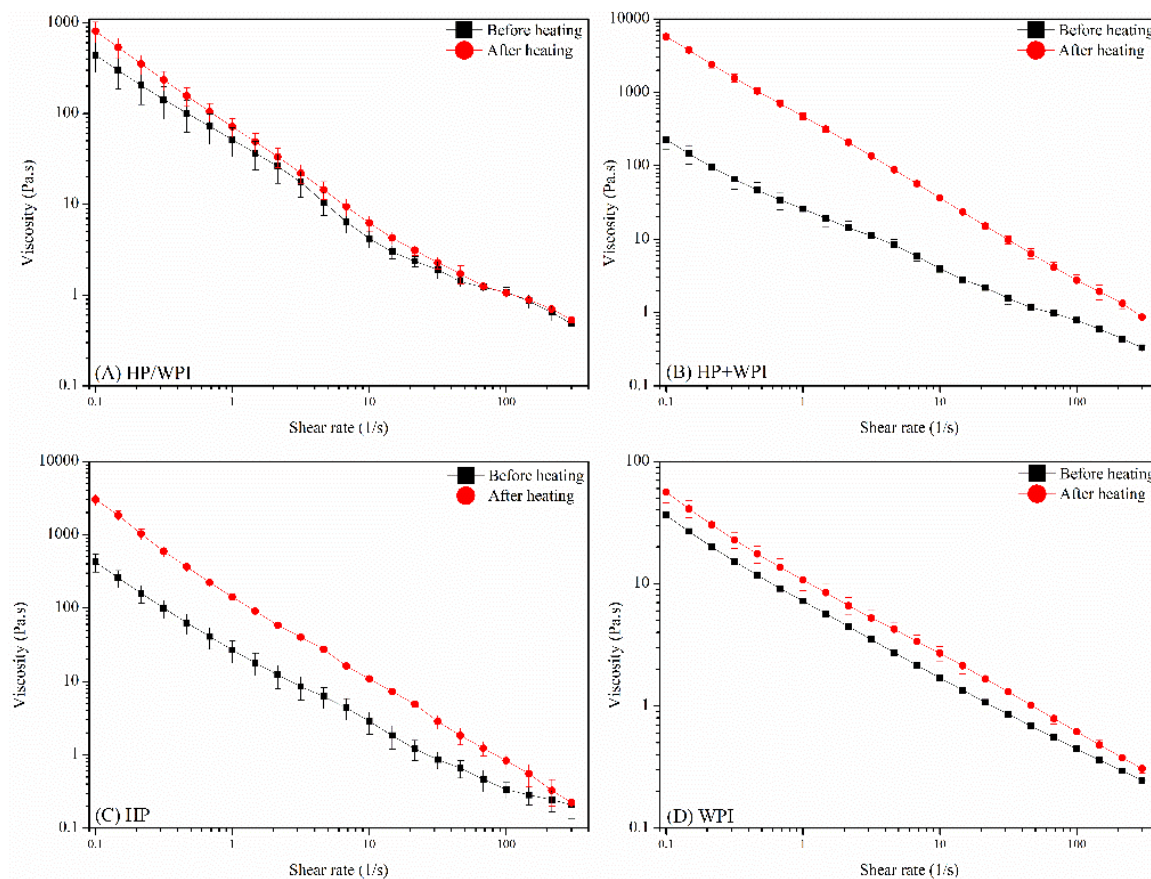 1000
100
10
1
0.1
Viscosity (Pa.s)
Before heating
After heating
(A) HP/WPI
0.1 1 10 100
Shear rate (1/s)
10000
1000
100
10
1
0.1
Viscosity (Pa.s)
Before heating
After heating
(B) HP+WPI
0.1 1 10 100
Shear rate (1/s)
10000
1000
100
10
1
0.1
Viscosity (Pa.s)
Before heating
After heating
(C) HP
0.1 1 10 100
Shear rate (1/s)
100
10
1
0.1
Viscosity (Pa.s)
Before heating
After heating
(D) WPI
0.1 1 10 100
Shear rate (1/s)